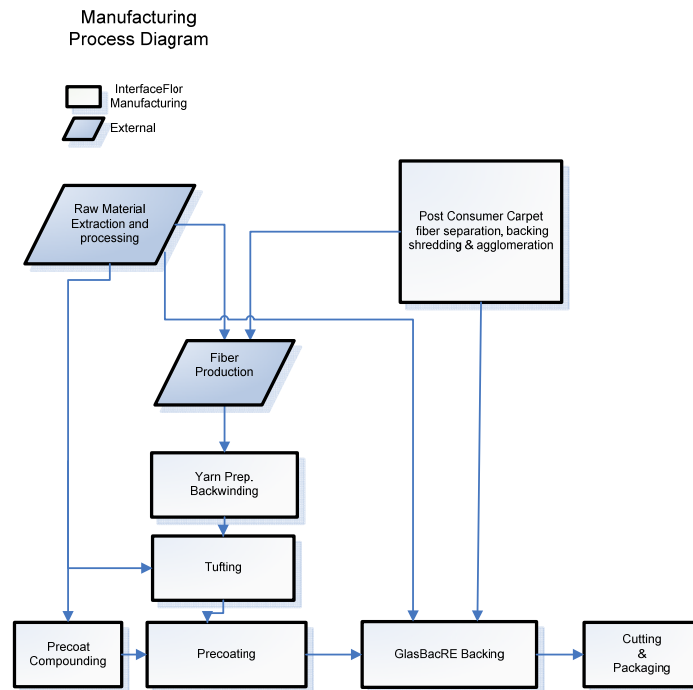 Manufacturing
Process Diagram
InterfaceFlor
Manufacturing
External
Raw Material
Extraction and
processing
Post Consumer Carpet
fiber separation, backing
shredding & agglomeration
Fiber
Production
Yarn Prep.
Backwinding
Tufting
Precoat
Compounding
Precoating
GlasBacRE Backing
Cutting
&
Packaging